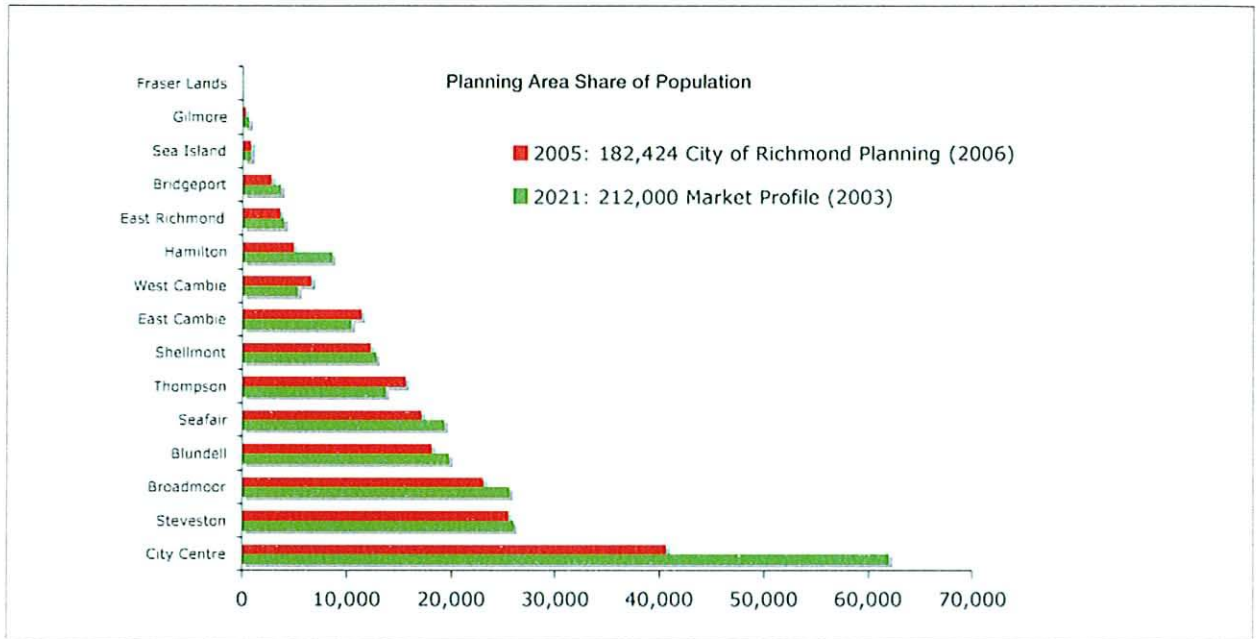 Planning Area Share of Population
2005: 182,424 City of Richmond Planning (2006)
2021: 212,000 Market Profile (2003)
Fraser Lands
Gilmore
Sea Island
Bridgeport
East Richmond
Hamilton
West Cambie
East Cambie
Shellmont
Thompson
Seafair
Blundell
Broadmoor
Steveston
City Centre
0 10,000 20,000 30,000 40,000 50,000 60,000 70,000